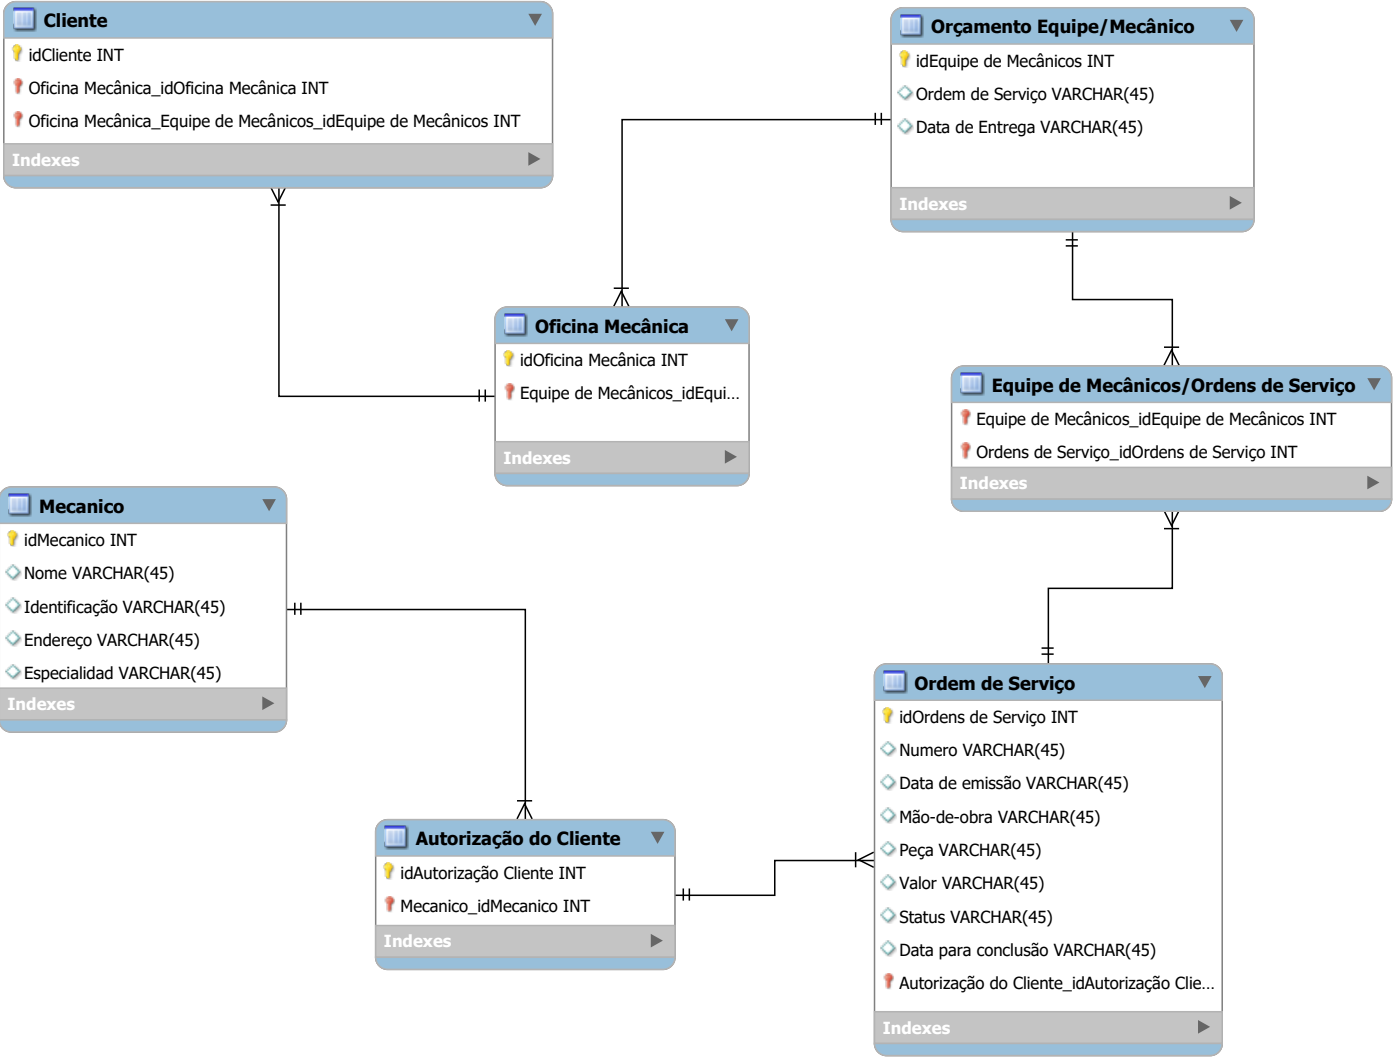 Cliente
idCliente INT
Oficina Mecânica_idOficina Mecânica INT
Oficina Mecânica_Equipe de Mecânicos_idEquipe de Mecânicos INT
Indexes
Orçamento Equipe/Mecânico
idEquipe de Mecânicos INT
Ordem de Serviço VARCHAR(45)
Data de Entrega VARCHAR(45)
Indexes
Oficina Mecânica
idOficina Mecânica INT
Equipe de Mecânicos_idEqui...
Indexes
Equipe de Mecânicos/Ordens de Serviço
Equipe de Mecânicos_idEquipe de Mecânicos INT
Ordens de Serviço_idOrdens de Serviço INT
Indexes
Mecanico
idMecanico INT
Nome VARCHAR(45)
Identificação VARCHAR(45)
Endereço VARCHAR(45)
Especialidad VARCHAR(45)
Indexes
Ordem de Serviço
idOrdens de Serviço INT
Numero VARCHAR(45)
Data de emissão VARCHAR(45)
Mão-de-obra VARCHAR(45)
Peça VARCHAR(45)
Valor VARCHAR(45)
Status VARCHAR(45)
Data para conclusão VARCHAR(45)
Autorização do Cliente_idAutorização Clie...
Indexes
Autorização do Cliente
idAutorização Cliente INT
Mecanico_idMecanico INT
Indexes